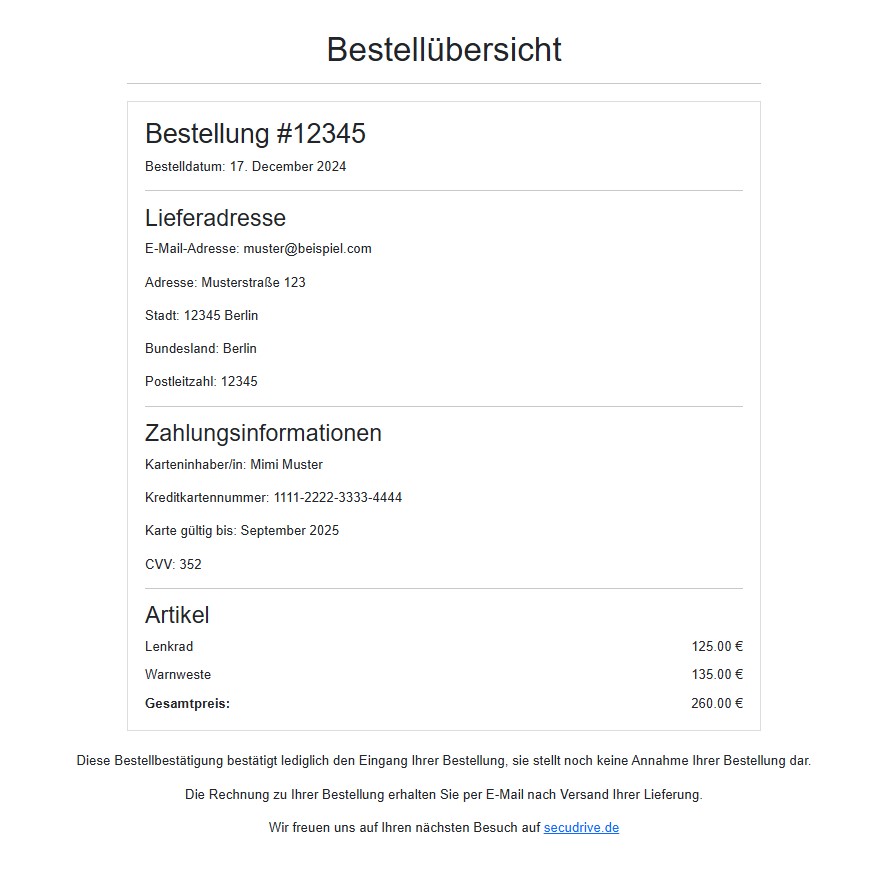 Bestellübersicht
Bestellung #12345
Bestelldatum: 17. December 2024
Lieferadresse
E-Mail-Adresse: muster@beispiel.com
Adresse: Musterstraße 123
Stadt: 12345 Berlin
Bundesland: Berlin
Postleitzahl: 12345
Zahlungsinformationen
Karteninhaber/in: Mimi Muster
Kreditkartennummer: 1111-2222-3333-4444
Karte gültig bis: September 2025
CVV: 352
Artikel
Lenkrad 125.00 €
Warnweste 135.00 €
Gesamtpreis: 260.00 €
Diese Bestellbestätigung bestätigt lediglich den Eingang Ihrer Bestellung, sie stellt noch keine Annahme Ihrer Bestellung dar.
Die Rechnung zu Ihrer Bestellung erhalten Sie per E-Mail nach Versand Ihrer Lieferung.
Wir freuen uns auf Ihren nächsten Besuch auf secudrive.de